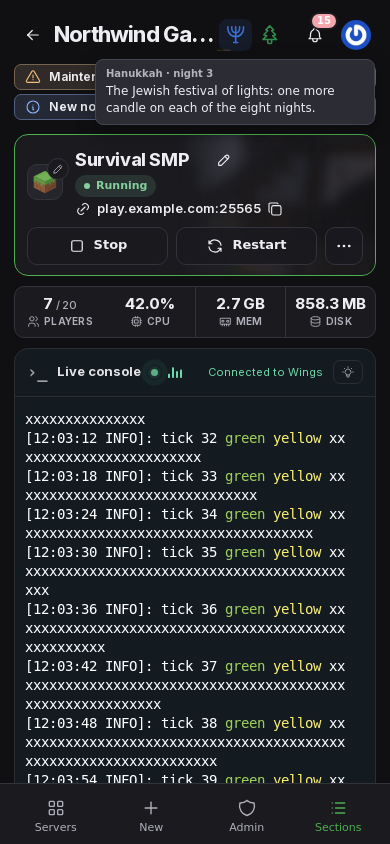 Northwind Ga...
15
Hanukkah • night 3
The Jewish festival of lights: one more
candle on each of the eight nights.
Mainten
New no
Survival SMP
Running
play.example.com:25565
Stop
Restart
7 / 20
PLAYERS
42.0%
CPU
2.7 GB
MEM
858.3 MB
DISK
Live console
Connected to Wings
xxxxxxxxxxxxxxx
[12:03:12 INFO]: tick 32 green yellow xx
xxxxxxxxxxxxxxxxxxxxxx
[12:03:18 INFO]: tick 33 green yellow xx
xxxxxxxxxxxxxxxxxxxxxxxxxxxxx
[12:03:24 INFO]: tick 34 green yellow xx
xxxxxxxxxxxxxxxxxxxxxxxxxxxxxxxxxxxx
[12:03:30 INFO]: tick 35 green yellow xx
xxxxxxxxxxxxxxxxxxxxxxxxxxxxxxxxxxxxxxxx
xxx
[12:03:36 INFO]: tick 36 green yellow xx
xxxxxxxxxxxxxxxxxxxxxxxxxxxxxxxxxxxxxxxx
xxxxxxxxxx
[12:03:42 INFO]: tick 37 green yellow xx
xxxxxxxxxxxxxxxxxxxxxxxxxxxxxxxxxxxxxxxx
xxxxxxxxxxxxxxxxx
[12:03:48 INFO]: tick 38 green yellow xx
xxxxxxxxxxxxxxxxxxxxxxxxxxxxxxxxxxxxxxxx
xxxxxxxxxxxxxxxxxxxxxxxx
[12:03:54 INFO]: tick 39 green yellow xx
Servers
New
Admin
Sections